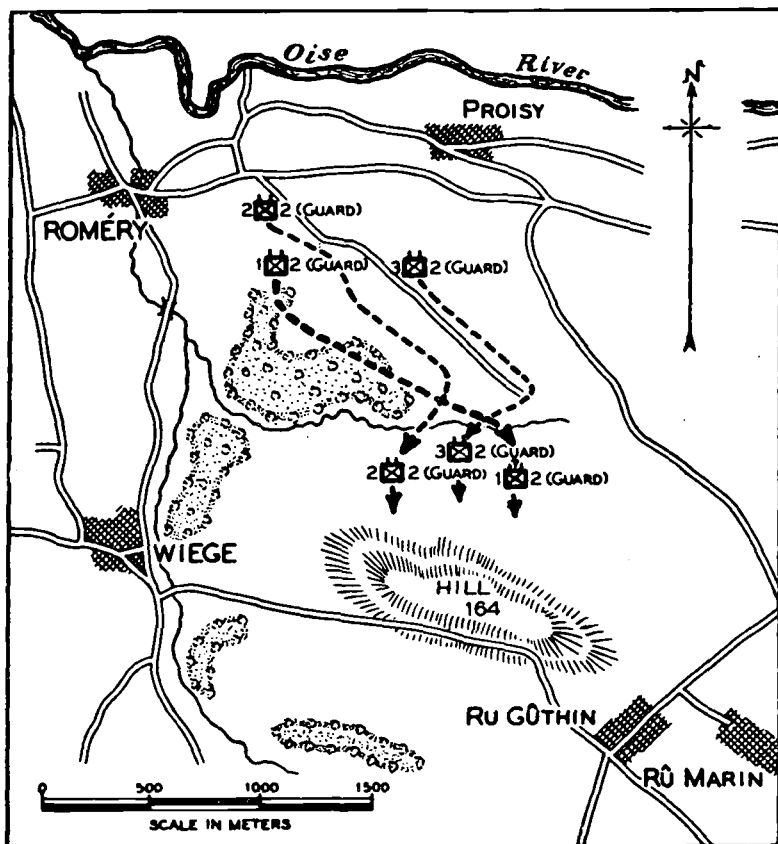 Oise River
N
PROISY
ROMÉRY
2 2 (GUARD)
1 2 (GUARD)
3 2 (GUARD)
3 2 (GUARD)
2 2 (GUARD)
1 2 (GUARD)
WIEGE
HILL
164
RU GÛTHIN
RÛ MARIN
0 500 1000 1500
SCALE IN METERS